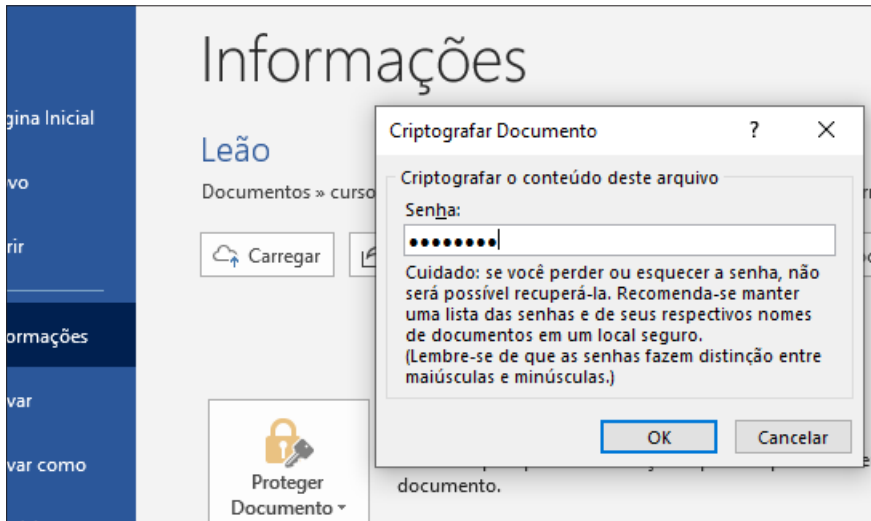 Informações
gina Inicial
Criptografar Documento
?
Leão
vo
Criptografar o conteúdo deste arquivo
Documentos » curso
Senha:
••••••••
rir
Carregar
Cuidado: se você perder ou esquecer a senha, não
será possível recuperá-la. Recomenda-se manter
uma lista das senhas e de seus respectivos nomes
de documentos em um local seguro.
(Lembre-se de que as senhas fazem distinção entre
maiúsculas e minúsculas.)
ormações
var
OK
Cancelar
var como
Proteger
Documento
documento.